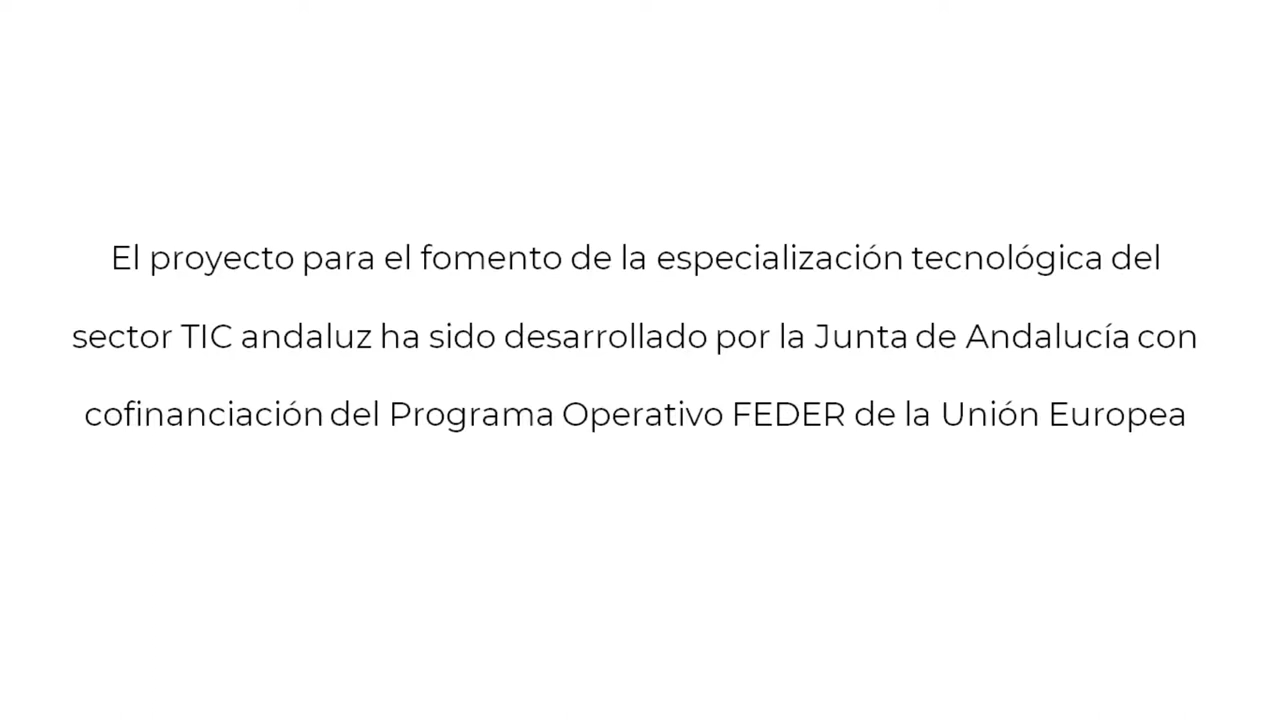 El proyecto para el fomento de la especialización tecnológica del
sector TIC andaluz ha sido desarrollado por la Junta de Andalucía con
cofinanciación del Programa Operativo FEDER de la Unión Europea